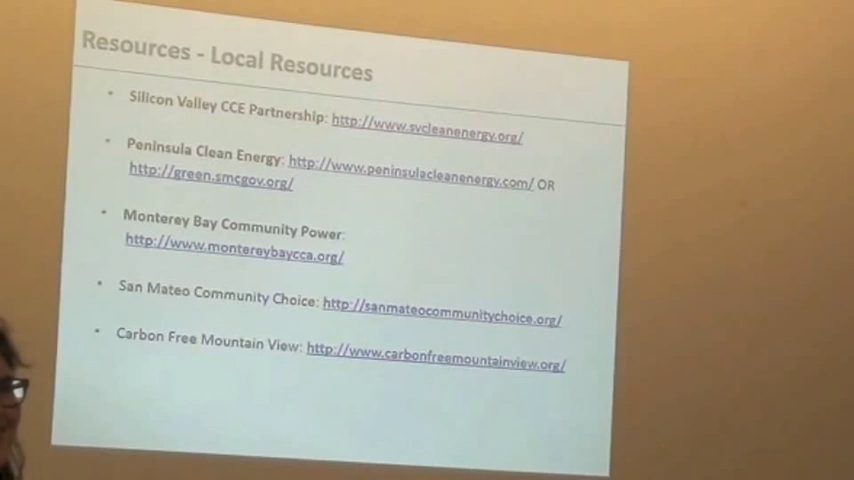 Resources - Local Resources
• Silicon Valley CCE Partnership: http://www.svcleanenergy.org/
• Peninsula Clean Energy: http://www.peninsulacleanenergy.com/ OR
http://green.smcgov.org/
• Monterey Bay Community Power:
http://www.montereybaycca.org/
• San Mateo Community Choice: http://sanmateocommunitychoice.org/
• Carbon Free Mountain View: http://www.carbonfreemountainview.org/